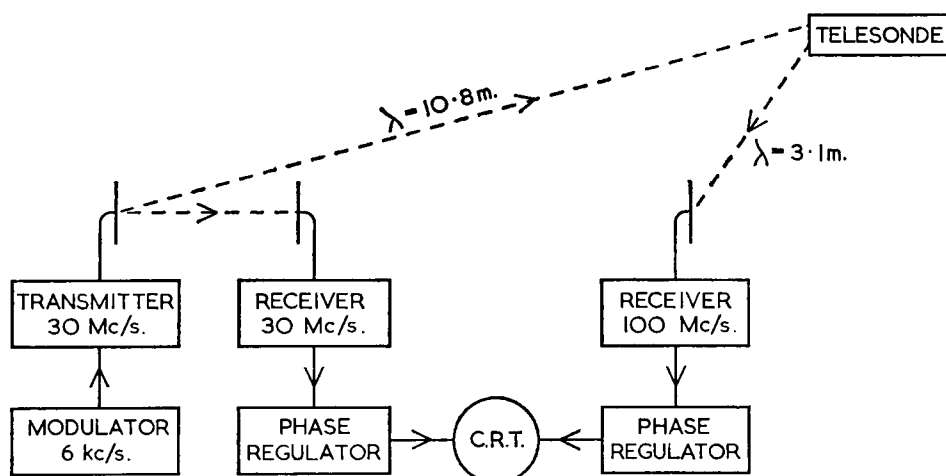 TELESONDE
λ=10·8m.
λ=3·1m.
TRANSMITTER
30 Mc/s.
RECEIVER
30 Mc/s.
RECEIVER
100 Mc/s.
MODULATOR
6 kc/s.
PHASE
REGULATOR
C.R.T.
PHASE
REGULATOR